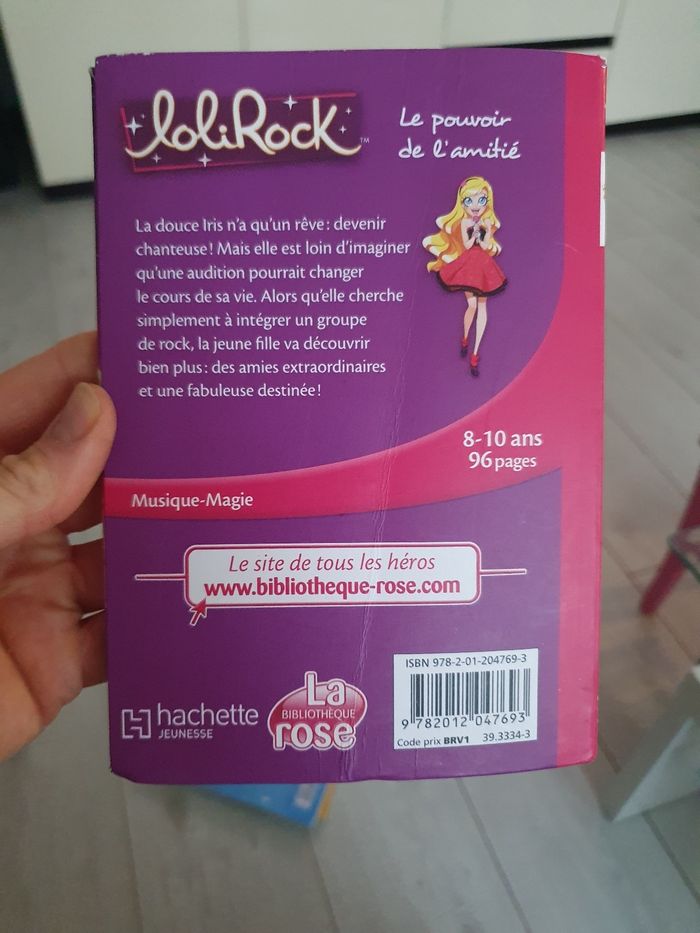 LoliRock™
Le pouvoir
de l'amitié
La douce Iris n'a qu'un rêve : devenir
chanteuse ! Mais elle est loin d'imaginer
qu'une audition pourrait changer
le cours de sa vie. Alors qu'elle cherche
simplement à intégrer un groupe
de rock, la jeune fille va découvrir
bien plus : des amies extraordinaires
et une fabuleuse destinée !
8-10 ans
96 pages
Musique-Magie
Le site de tous les héros
www.bibliotheque-rose.com
hachette
JEUNESSE
La
BIBLIOTHÈQUE
rose
ISBN 978-2-01-204769-3
9 782012 047693
Code prix BRV1 39.3334-3